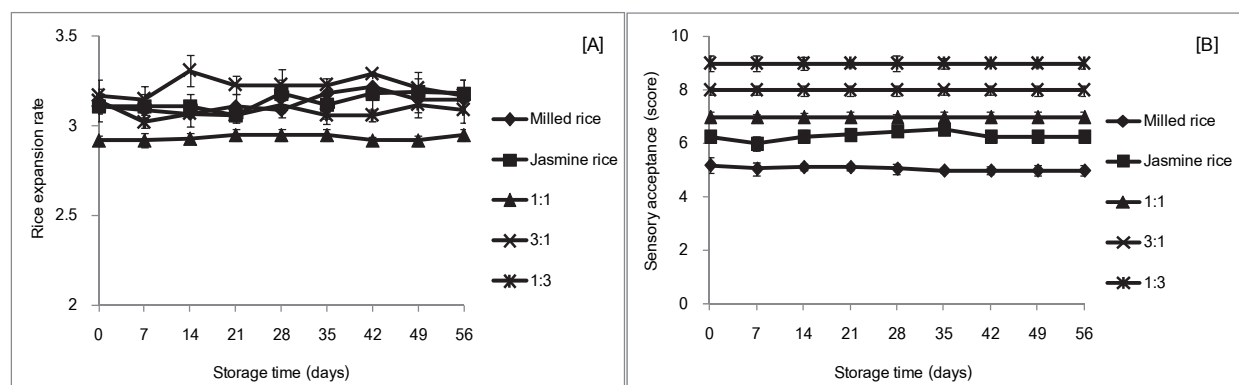 [A]
3.5
3
2.5
2
Rice expansion rate
0 7 14 21 28 35 42 49 56
Storage time (days)
Milled rice
Jasmine rice
1:1
3:1
1:3
[B]
10
8
6
4
2
0
Sensory acceptance (score)
0 7 14 21 28 35 42 49 56
Storage time (days)
Milled rice
Jasmine rice
1:1
3:1
1:3